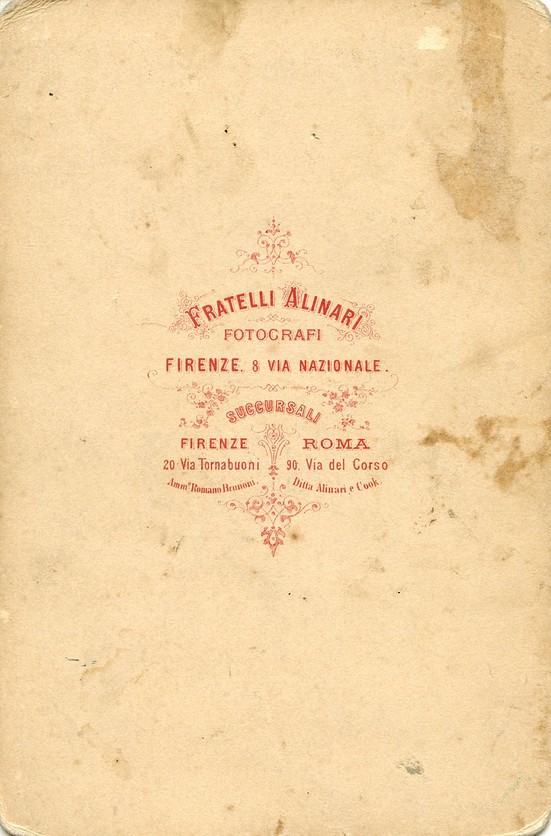 FRATELLI ALINARI
FOTOGRAFI
FIRENZE. 8 VIA NAZIONALE.
SUCCURSALI
FIRENZE ROMA
20 Via Tornabuoni 90. Via del Corso
Ammre Romano Bennoni. Ditta Alinari e Cook.